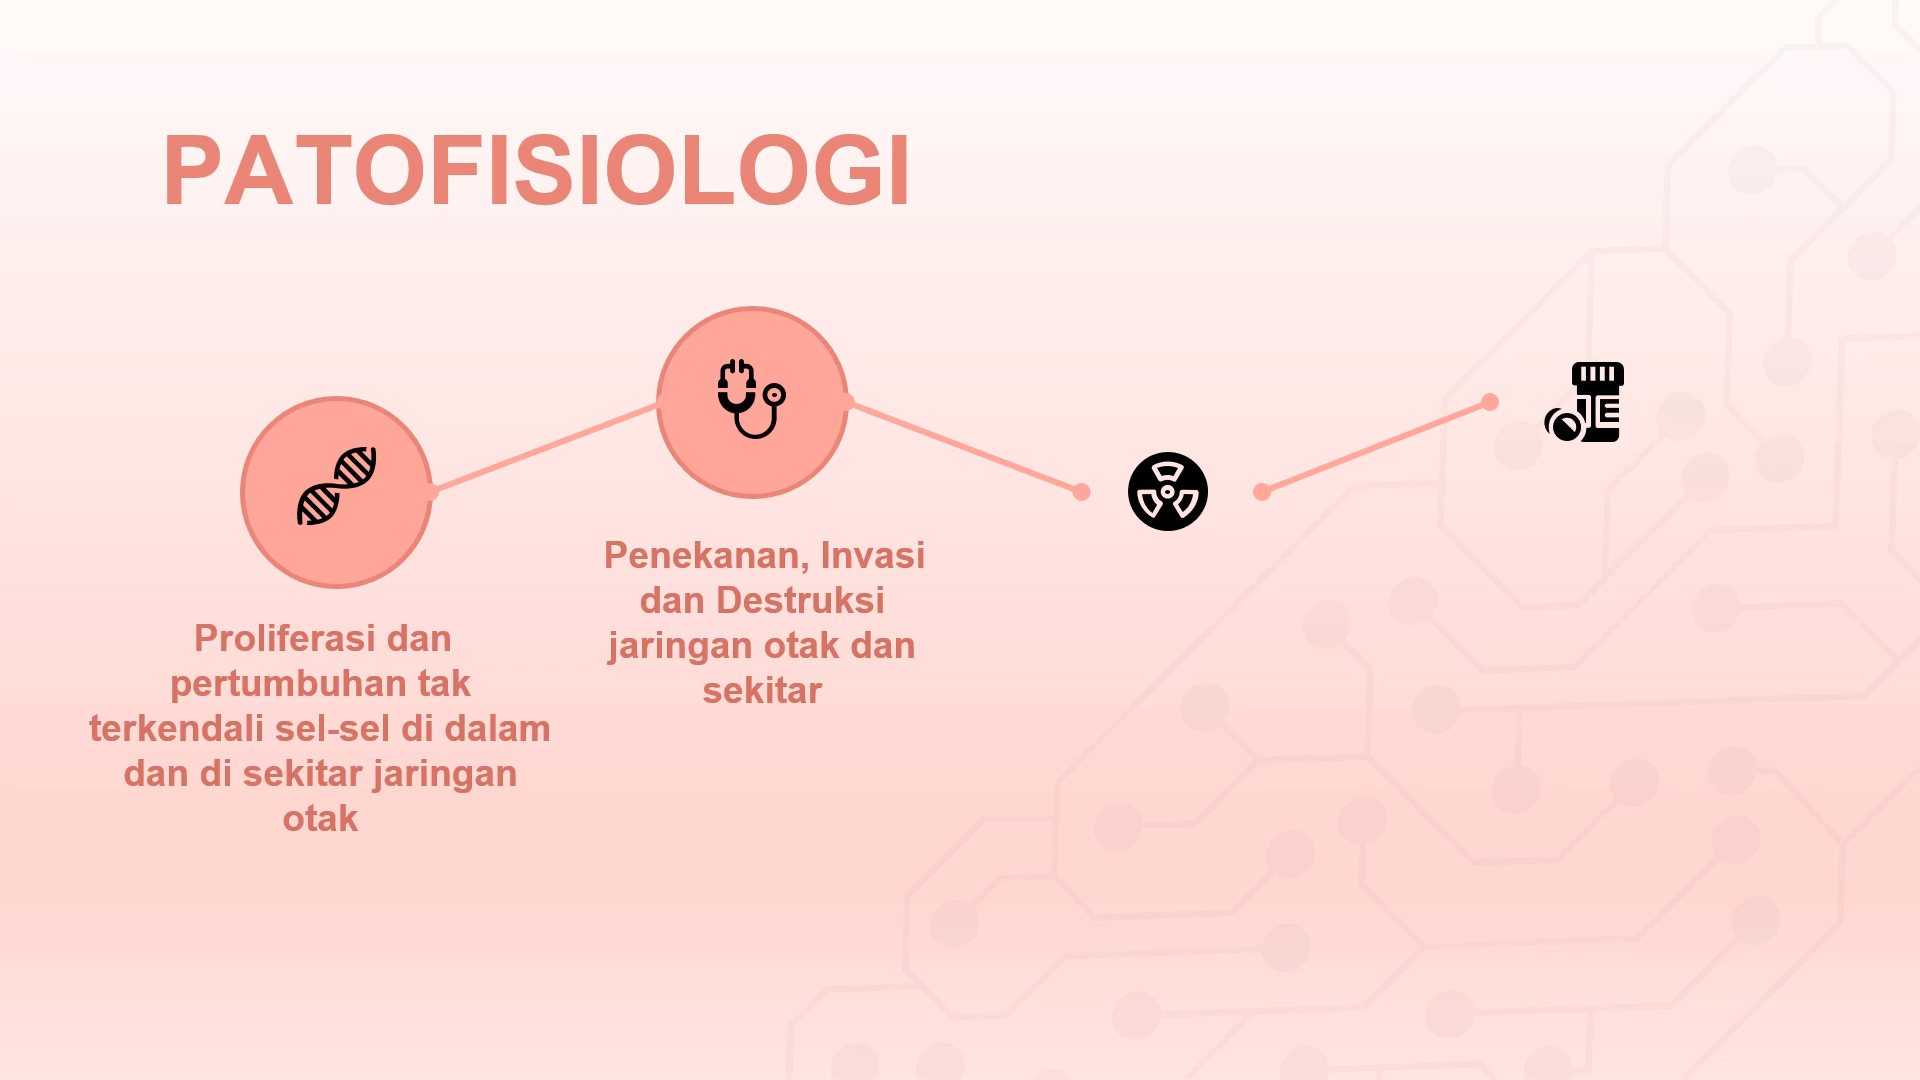 PATOFISIOLOGI
Proliferasi dan
pertumbuhan tak
terkendali sel-sel di dalam
dan di sekitar jaringan
otak
Penekanan, Invasi
dan Destruksi
jaringan otak dan
sekitar